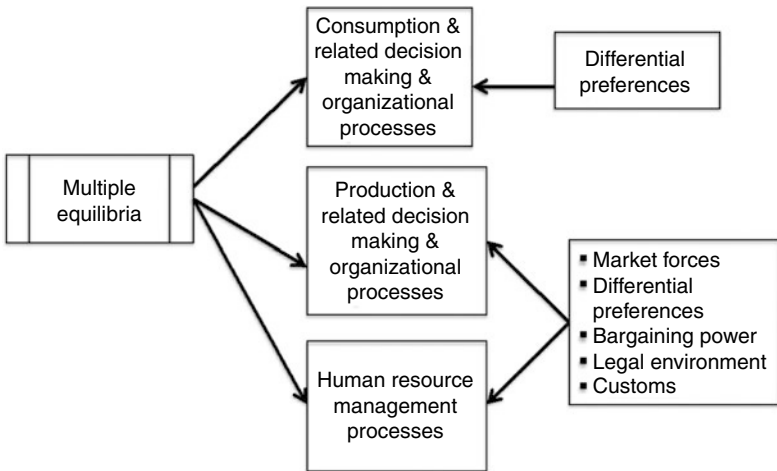 Consumption &
related decision
making &
organizational
processes
Differential
preferences
Multiple
equilibria
Production &
related decision
making &
organizational
processes
▪ Market forces
▪ Differential
preferences
▪ Bargaining power
▪ Legal environment
▪ Customs
Human resource
management
processes